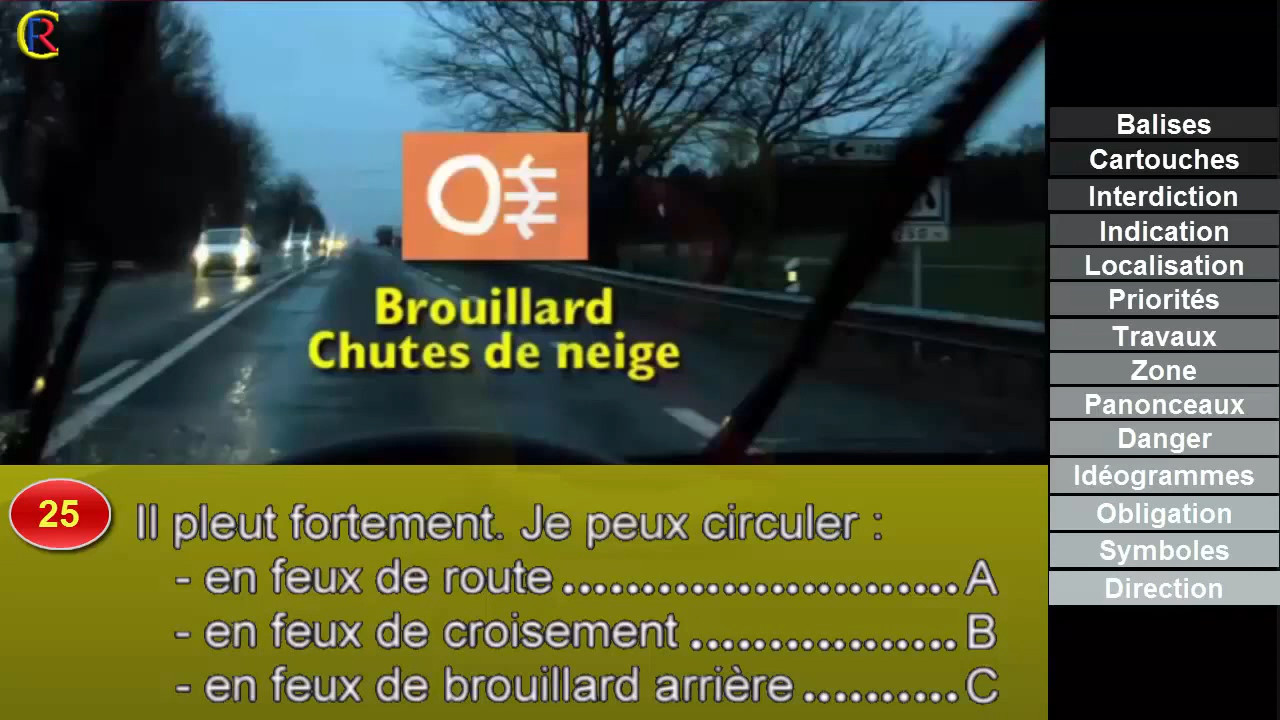 CR
Brouillard
Chutes de neige
25
Il pleut fortement. Je peux circuler :
- en feux de route........................A
- en feux de croisement.................B
- en feux de brouillard arrière..........C
Balises
Cartouches
Interdiction
Indication
Localisation
Priorités
Travaux
Zone
Panonceaux
Danger
Idéogrammes
Obligation
Symboles
Direction